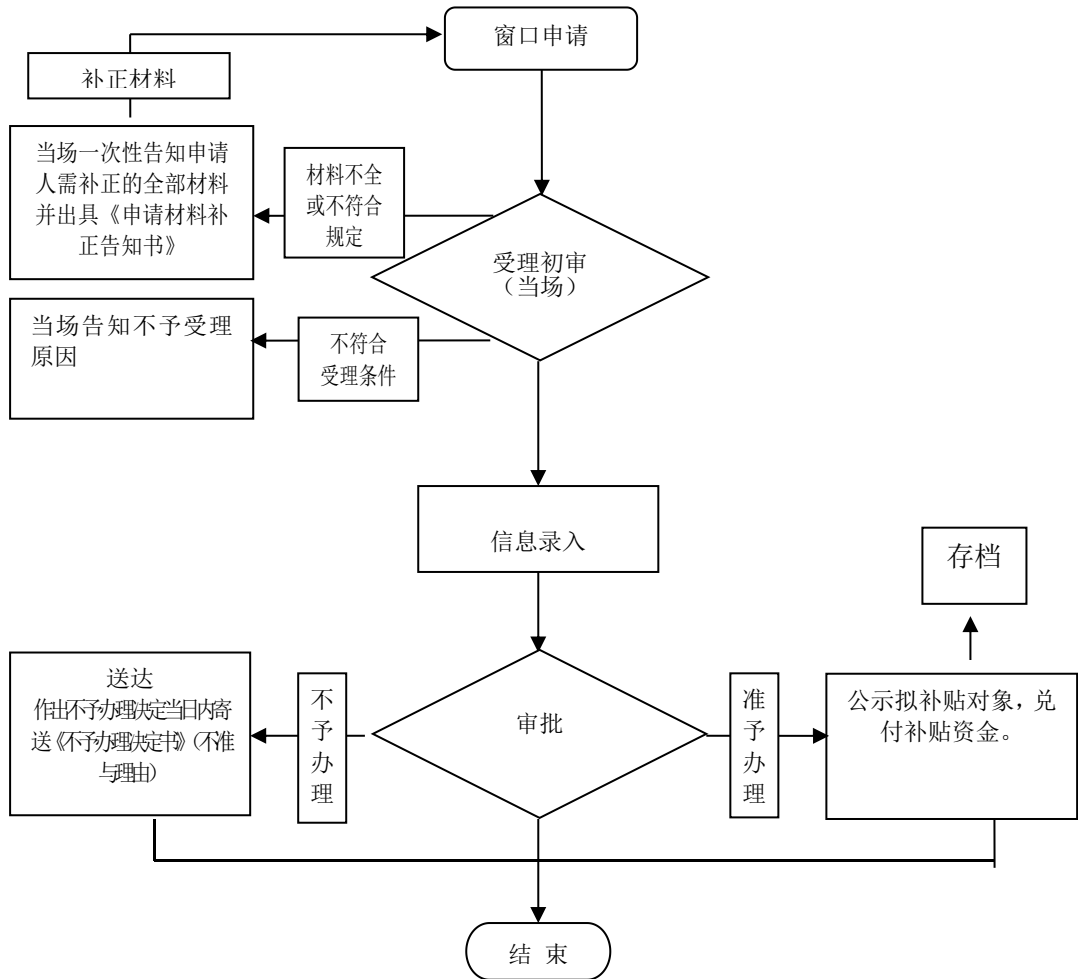 窗口申请
补正材料
当场一次性告知申请
人需补正的全部材料
并出具《申请材料补
正告知书》
材料不全
或不符合
规定
受理初审
（当场）
当场告知不予受理
原因
不符合
受理条件
信息录入
存档
送达
作出不予办理决定当日内寄
送《不予办理决定书》（不准
与理由）
不
予
办
理
审批
准
予
办
理
公示拟补贴对象，兑
付补贴资金。
结 束